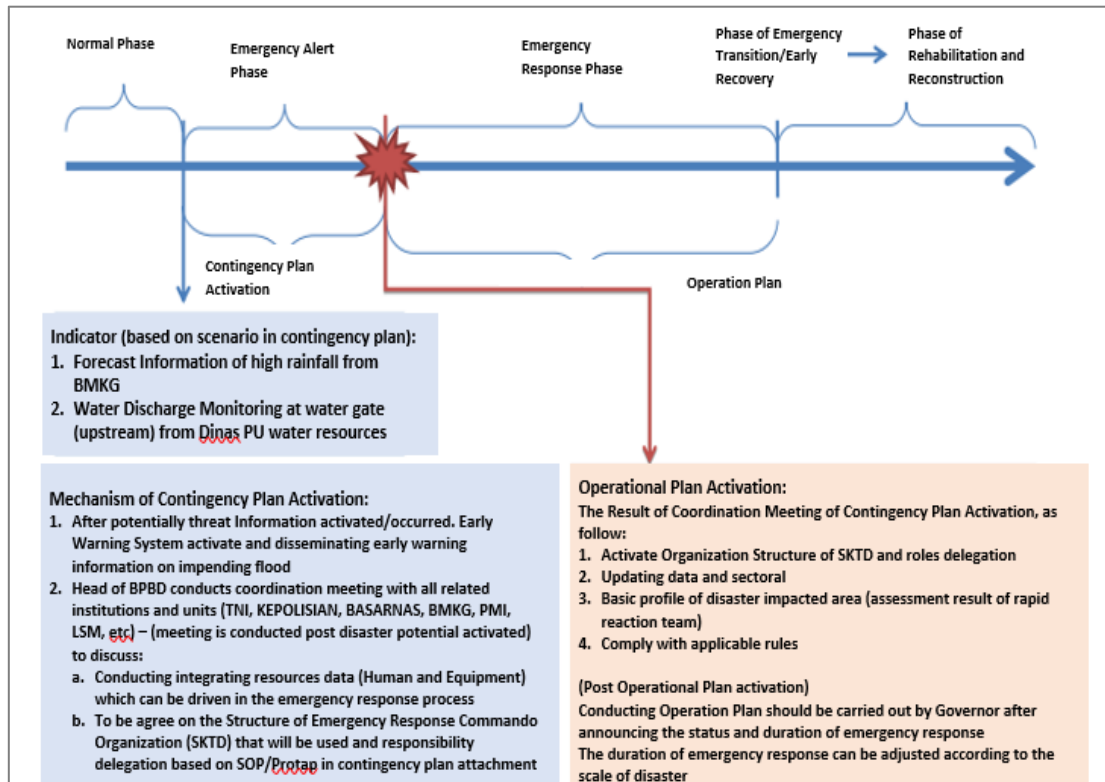 Normal Phase
Emergency Alert
Phase
Emergency
Response Phase
Phase of Emergency
Transition/Early
Recovery
Phase of
Rehabilitation and
Reconstruction
Contingency Plan
Activation
Operation Plan
Indicator (based on scenario in contingency plan):
1. Forecast Information of high rainfall from
BMKG
2. Water Discharge Monitoring at water gate
(upstream) from Dinas PU water resources
Mechanism of Contingency Plan Activation:
1. After potentially threat Information activated/occurred. Early
Warning System activate and disseminating early warning
information on impending flood
2. Head of BPBD conducts coordination meeting with all related
institutions and units (TNI, KEPOLISIAN, BASARNAS, BMKG, PMI,
LSM, etc) – (meeting is conducted post disaster potential activated)
to discuss:
a. Conducting integrating resources data (Human and Equipment)
which can be driven in the emergency response process
b. To be agree on the Structure of Emergency Response Commando
Organization (SKTD) that will be used and responsibility
delegation based on SOP/Protap in contingency plan attachment
Operational Plan Activation:
The Result of Coordination Meeting of Contingency Plan Activation, as
follow:
1. Activate Organization Structure of SKTD and roles delegation
2. Updating data and sectoral
3. Basic profile of disaster impacted area (assessment result of rapid
reaction team)
4. Comply with applicable rules
(Post Operational Plan activation)
Conducting Operation Plan should be carried out by Governor after
announcing the status and duration of emergency response
The duration of emergency response can be adjusted according to the
scale of disaster